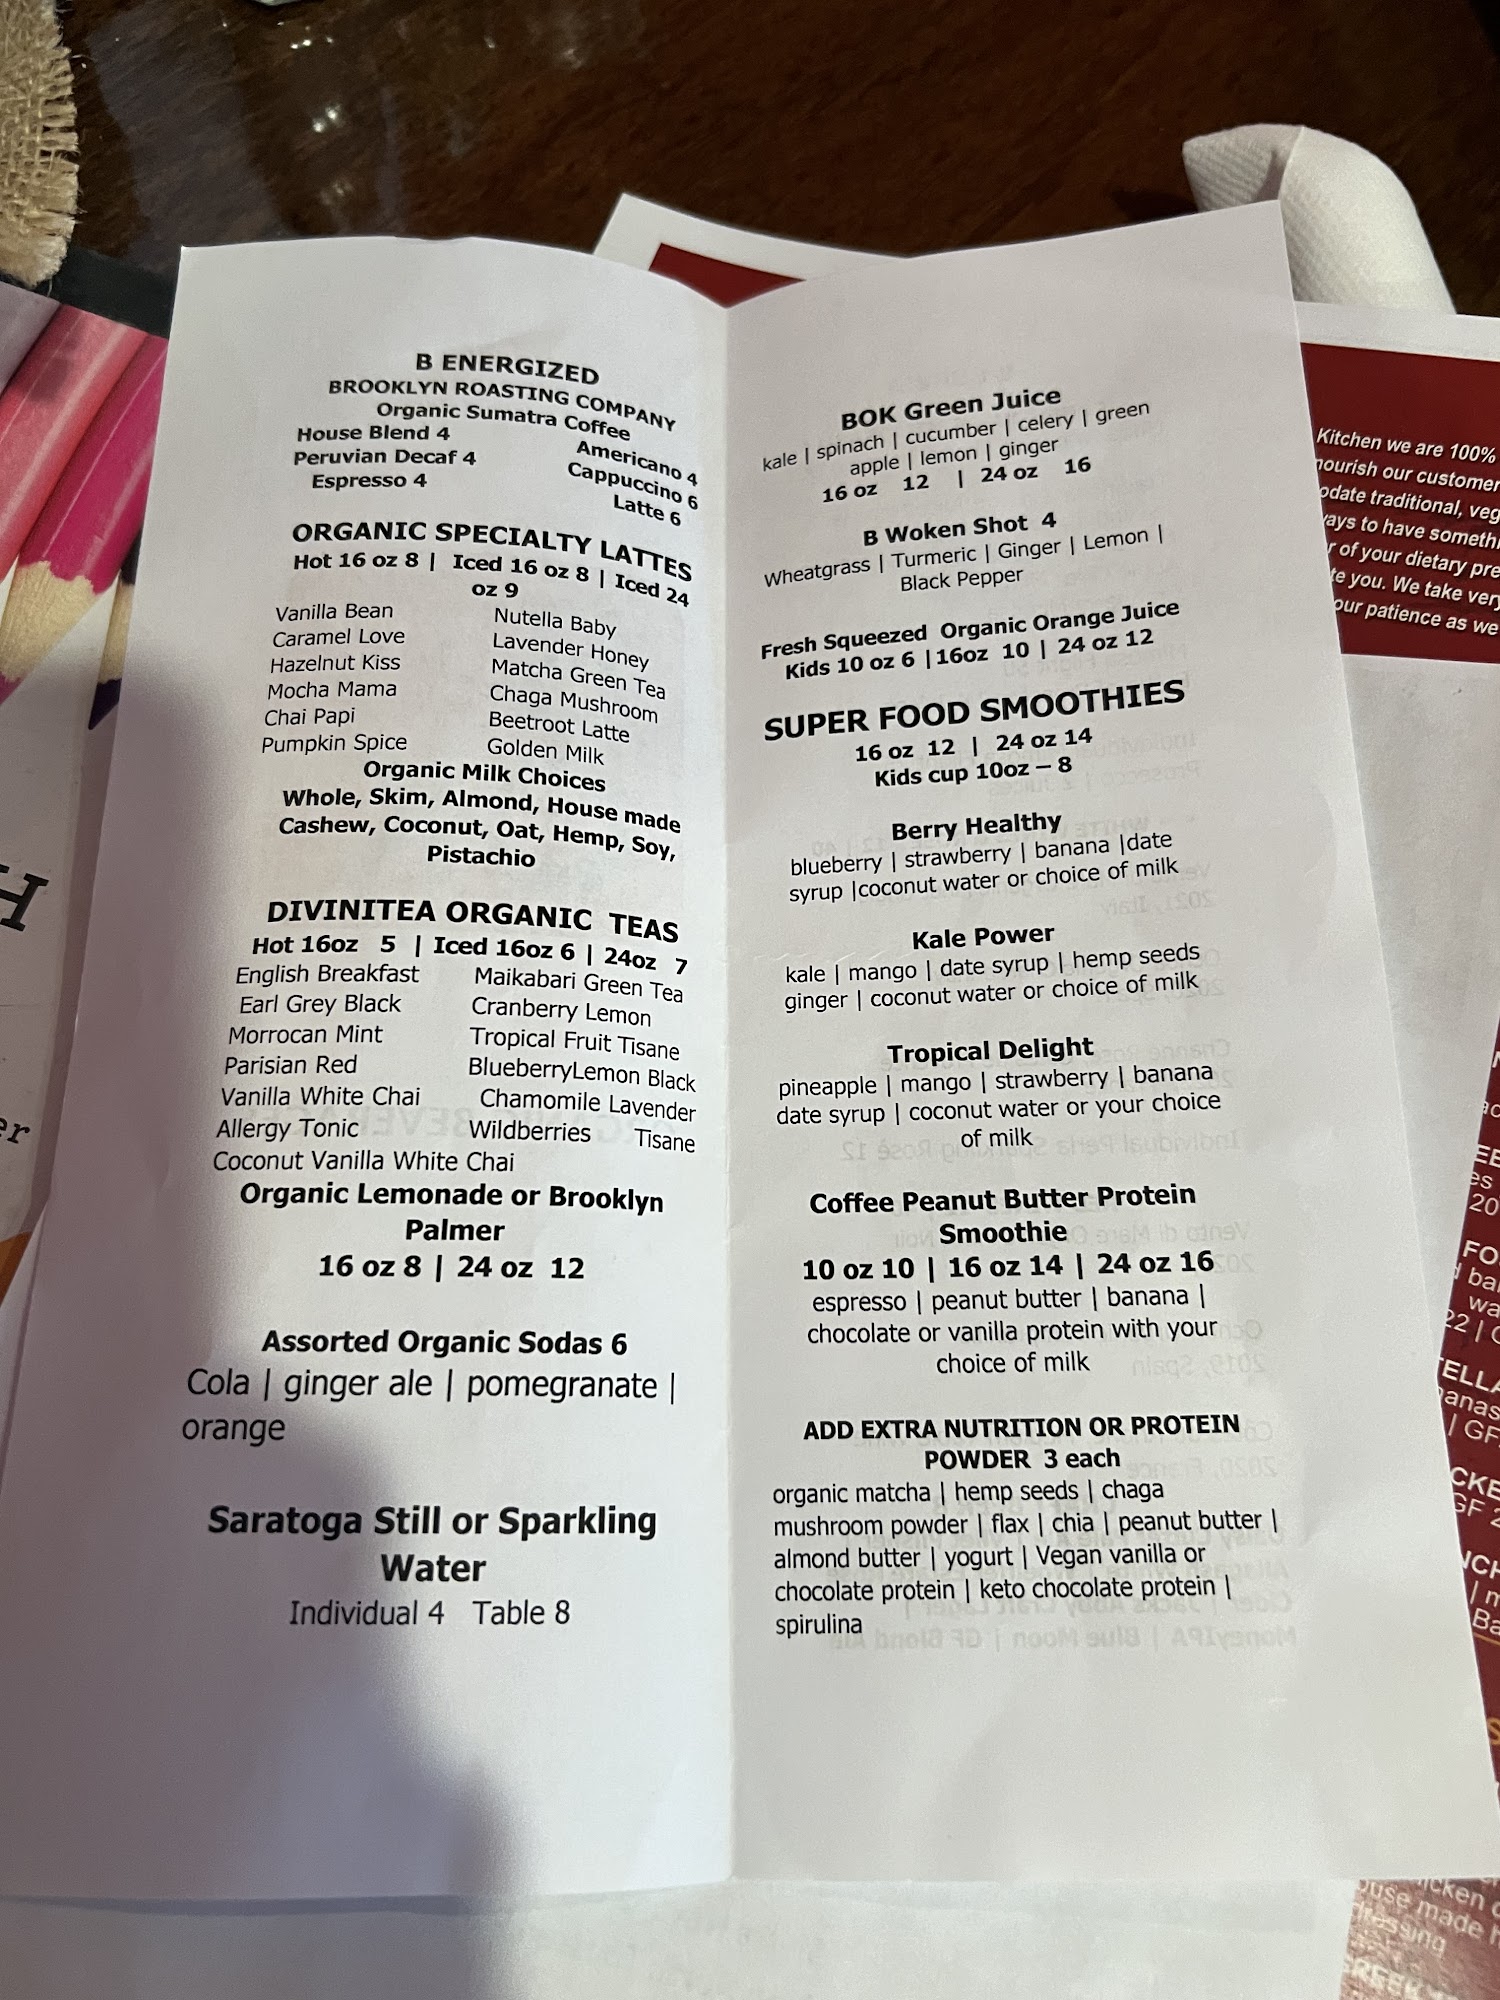 B ENERGIZED
BROOKLYN ROASTING COMPANY
Organic Sumatra Coffee
House Blend 4 Americano 4
Peruvian Decaf 4 Cappuccino 6
Espresso 4 Latte 6
ORGANIC SPECIALTY LATTES
Hot 16 oz 8 | Iced 16 oz 8 | Iced 24
oz 9
Vanilla Bean Nutella Baby
Caramel Love Lavender Honey
Hazelnut Kiss Matcha Green Tea
Mocha Mama Chaga Mushroom
Chai Papi Beetroot Latte
Pumpkin Spice Golden Milk
Organic Milk Choices
Whole, Skim, Almond, House made
Cashew, Coconut, Oat, Hemp, Soy,
Pistachio
DIVINITEA ORGANIC TEAS
Hot 16oz 5 | Iced 16oz 6 | 24oz 7
English Breakfast Maikabari Green Tea
Earl Grey Black Cranberry Lemon
Morrocan Mint Tropical Fruit Tisane
Parisian Red BlueberryLemon Black
Vanilla White Chai Chamomile Lavender
Allergy Tonic Wildberries Tisane
Coconut Vanilla White Chai
Organic Lemonade or Brooklyn
Palmer
16 oz 8 | 24 oz 12
Assorted Organic Sodas 6
Cola | ginger ale | pomegranate |
orange
Saratoga Still or Sparkling
Water
Individual 4 Table 8
BOK Green Juice
kale | spinach | cucumber | celery | green
apple | lemon | ginger
16 oz 12 | 24 oz 16
B Woken Shot 4
Wheatgrass | Turmeric | Ginger | Lemon |
Black Pepper
Fresh Squeezed Organic Orange Juice
Kids 10 oz 6 |16oz 10 | 24 oz 12
SUPER FOOD SMOOTHIES
16 oz 12 | 24 oz 14
Kids cup 10oz – 8
Berry Healthy
blueberry | strawberry | banana |date
syrup |coconut water or choice of milk
Kale Power
kale | mango | date syrup | hemp seeds
ginger | coconut water or choice of milk
Tropical Delight
pineapple | mango | strawberry | banana
date syrup | coconut water or your choice
of milk
Coffee Peanut Butter Protein
Smoothie
10 oz 10 | 16 oz 14 | 24 oz 16
espresso | peanut butter | banana |
chocolate or vanilla protein with your
choice of milk
ADD EXTRA NUTRITION OR PROTEIN
POWDER 3 each
organic matcha | hemp seeds | chaga
mushroom powder | flax | chia | peanut butter |
almond butter | yogurt | Vegan vanilla or
chocolate protein | keto chocolate protein |
spirulina
Kitchen we are 100%
nourish our customer
traditional, veg
ways to have someth
of your dietary pre
te you. We take very
our patience as we